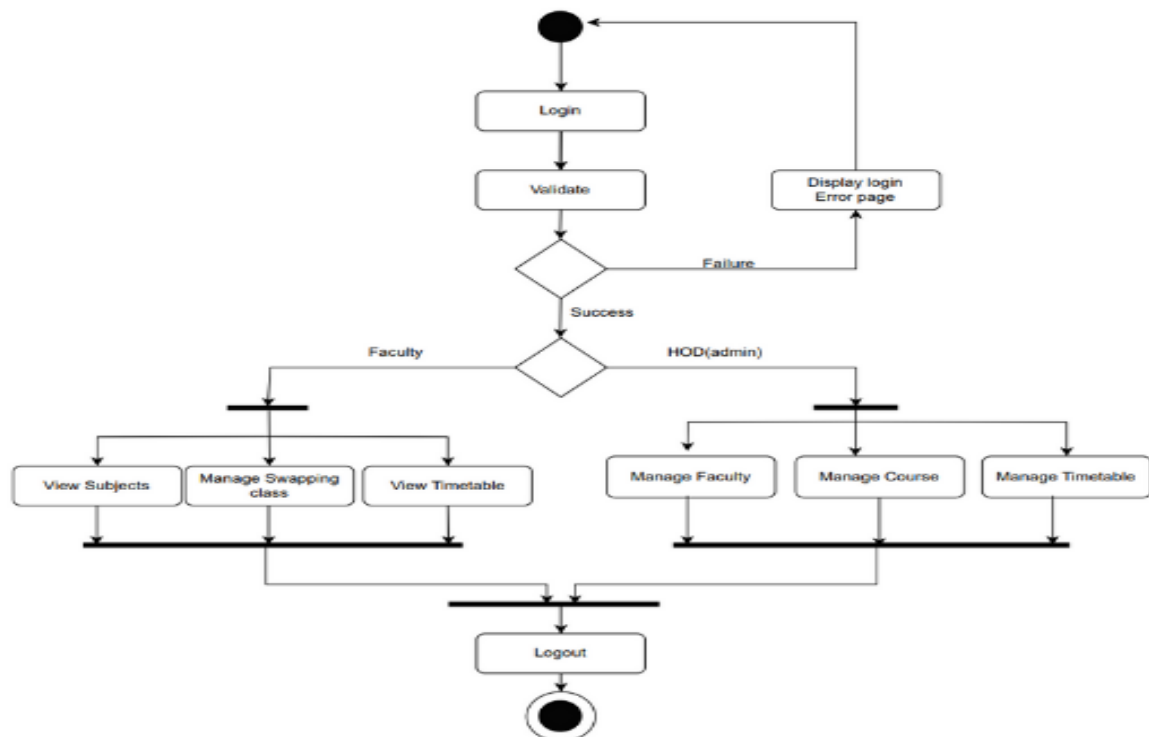 Login
Validate
Display login
Error page
Failure
Success
Faculty
HOD(admin)
View Subjects
Manage Swapping
class
View Timetable
Manage Faculty
Manage Course
Manage Timetable
Logout